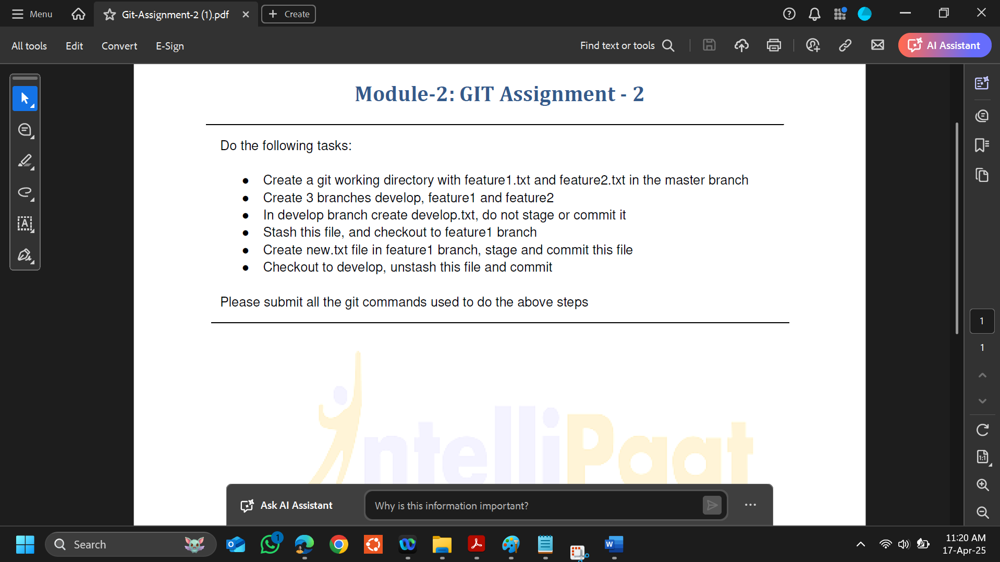 Menu
Git-Assignment-2 (1).pdf
Create
All tools
Edit
Convert
E-Sign
Find text or tools
AI Assistant
Module-2: GIT Assignment - 2
Do the following tasks:
● Create a git working directory with feature1.txt and feature2.txt in the master branch
● Create 3 branches develop, feature1 and feature2
● In develop branch create develop.txt, do not stage or commit it
● Stash this file, and checkout to feature1 branch
● Create new.txt file in feature1 branch, stage and commit this file
● Checkout to develop, unstash this file and commit
Please submit all the git commands used to do the above steps
IntelliPaat
1
1
1:1
Ask AI Assistant
Why is this information important?
Search
1
11:20 AM
17-Apr-25